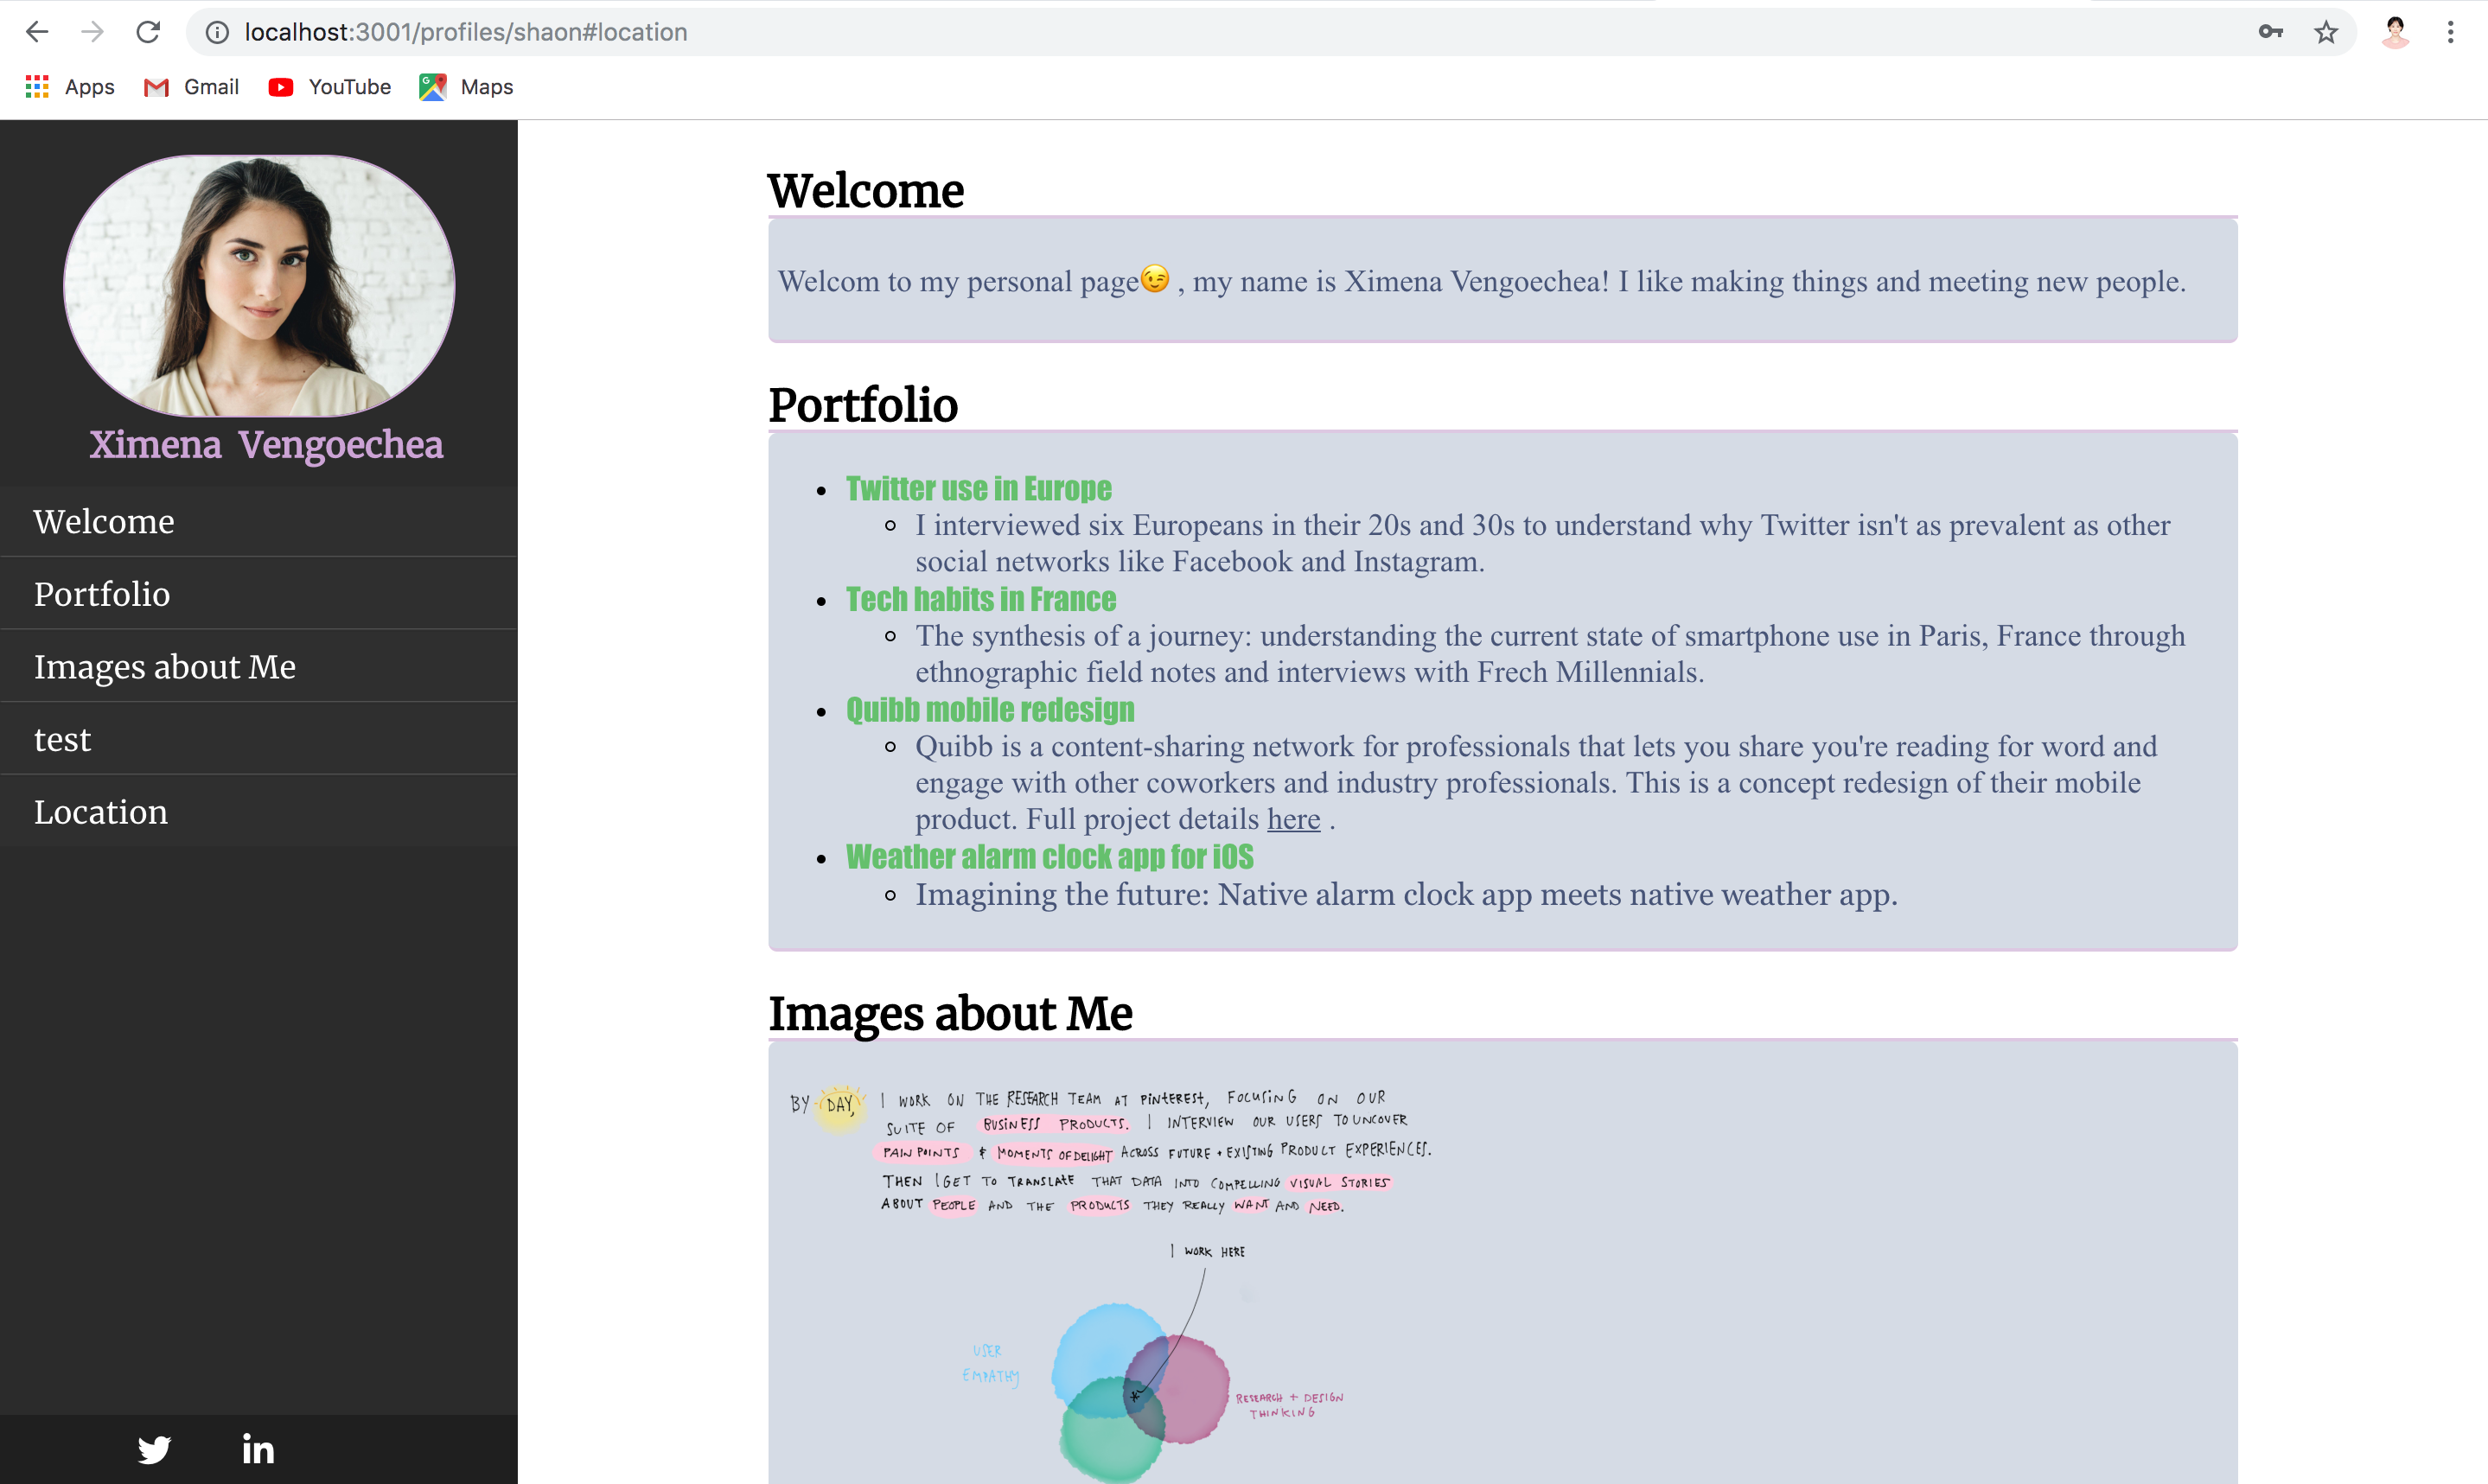 localhost:3001/profiles/shaon#location
Apps Gmail YouTube Maps
Ximena Vengoechea
Welcome
Portfolio
Images about Me
test
Location
in
Welcome
Welcom to my personal page😉 , my name is Ximena Vengoechea! I like making things and meeting new people.
Portfolio
Twitter use in Europe
I interviewed six Europeans in their 20s and 30s to understand why Twitter isn't as prevalent as other
social networks like Facebook and Instagram.
Tech habits in France
The synthesis of a journey: understanding the current state of smartphone use in Paris, France through
ethnographic field notes and interviews with Frech Millennials.
Quibb mobile redesign
Quibb is a content-sharing network for professionals that lets you share you're reading for word and
engage with other coworkers and industry professionals. This is a concept redesign of their mobile
product. Full project details here .
Weather alarm clock app for iOS
Imagining the future: Native alarm clock app meets native weather app.
Images about Me
BY DAY, I WORK ON THE RESEARCH TEAM AT PINTEREST, FOCUSING ON OUR
SUITE OF BUSINESS PRODUCTS. I INTERVIEW OUR USERS TO UNCOVER
PAIN POINTS & MOMENTS OF DELIGHT ACROSS FUTURE + EXISTING PRODUCT EXPERIENCES.
THEN I GET TO TRANSLATE THAT DATA INTO COMPELLING VISUAL STORIES
ABOUT PEOPLE AND THE PRODUCTS THEY REALLY WANT AND NEED.
I WORK HERE
USER
EMPATHY
RESEARCH + DESIGN
THINKING